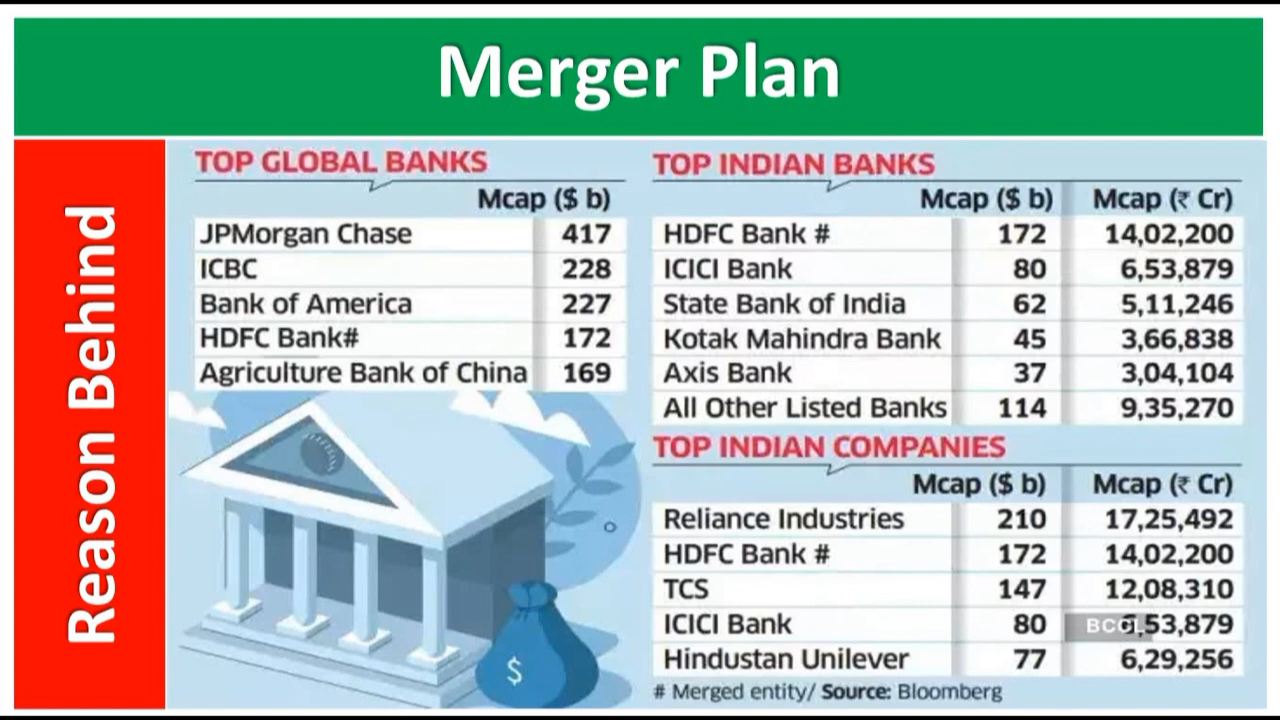 Merger Plan
Reason Behind
TOP GLOBAL BANKS
Mcap ($ b)
JPMorgan Chase 417
ICBC 228
Bank of America 227
HDFC Bank# 172
Agriculture Bank of China 169
$
TOP INDIAN BANKS
Mcap ($ b) Mcap (₹ Cr)
HDFC Bank # 172 14,02,200
ICICI Bank 80 6,53,879
State Bank of India 62 5,11,246
Kotak Mahindra Bank 45 3,66,838
Axis Bank 37 3,04,104
All Other Listed Banks 114 9,35,270
TOP INDIAN COMPANIES
Mcap ($ b) Mcap (₹ Cr)
Reliance Industries 210 17,25,492
HDFC Bank # 172 14,02,200
TCS 147 12,08,310
ICICI Bank 80 6,53,879
Hindustan Unilever 77 6,29,256
# Merged entity/ Source: Bloomberg